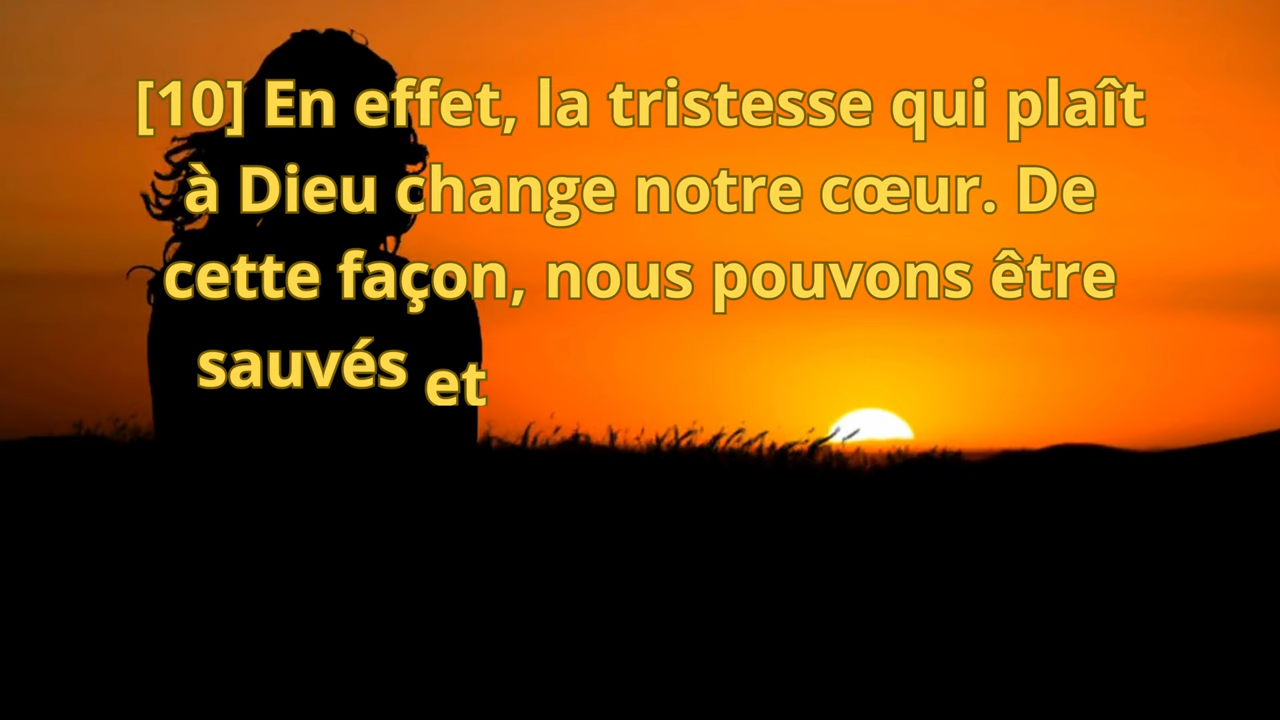 [10] En effet, la tristesse qui plaît
à Dieu change notre cœur. De
cette façon, nous pouvons être
sauvés et